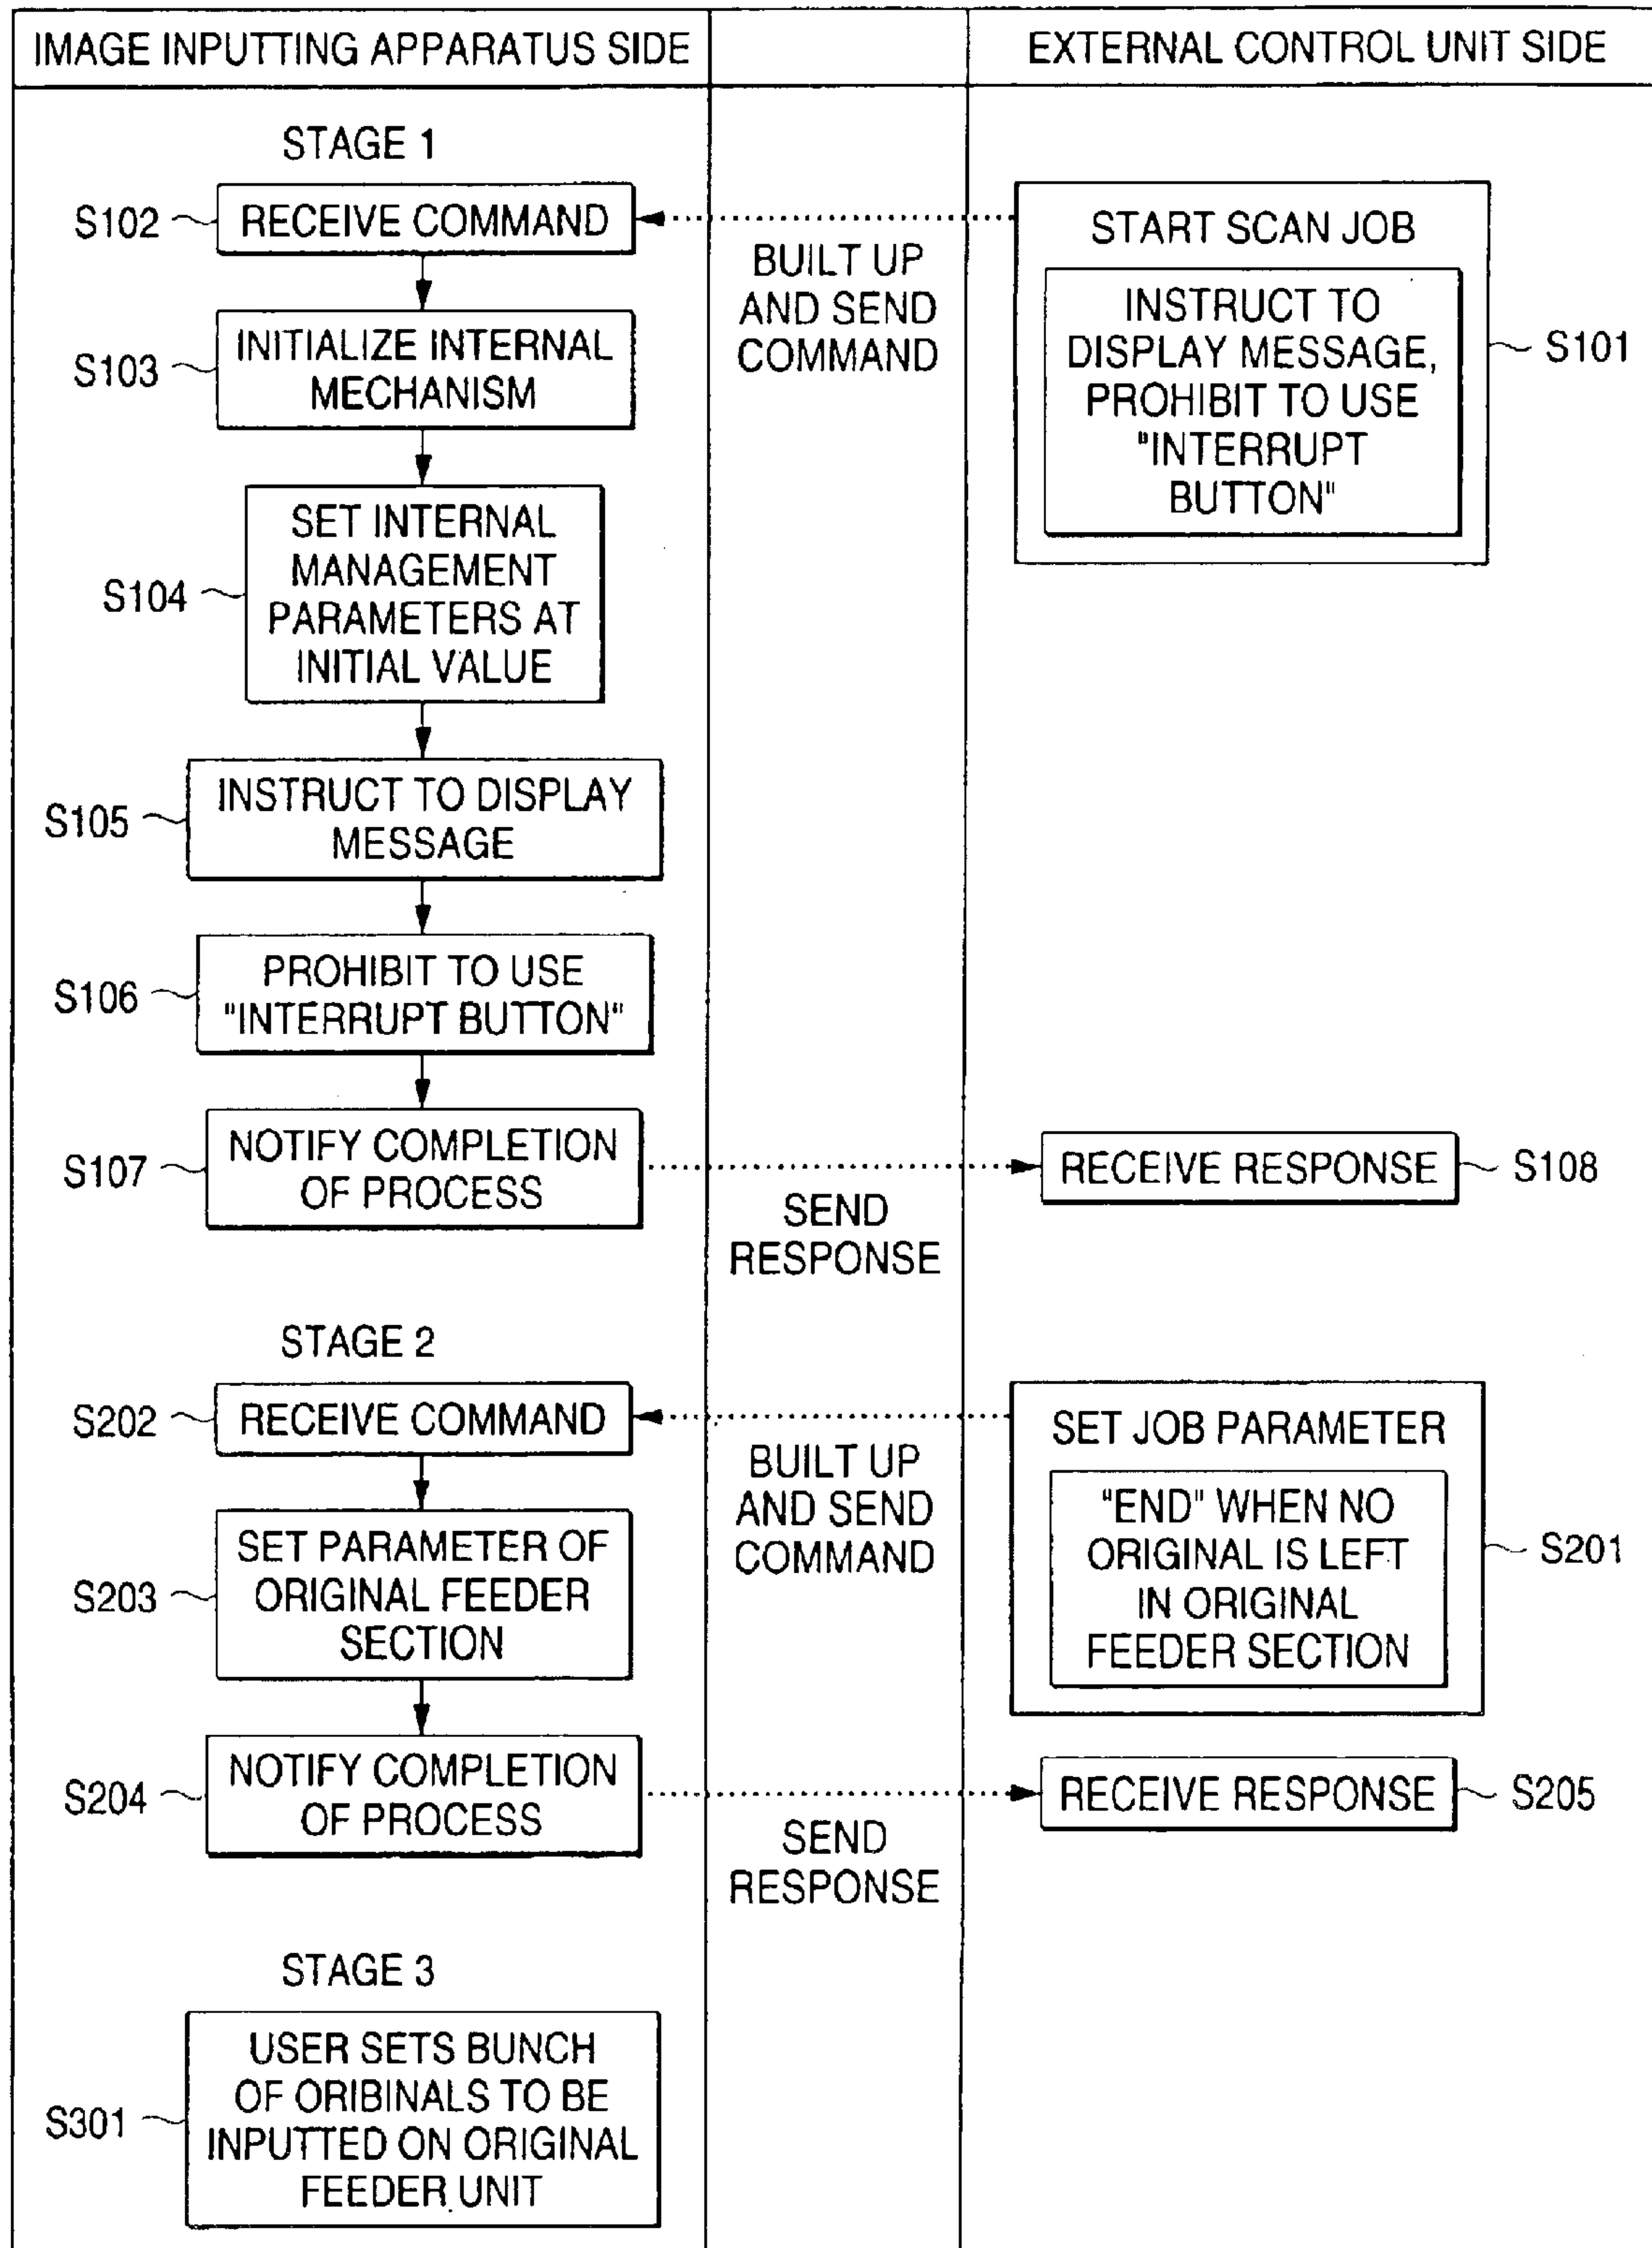 IMAGE INPUTTING APPARATUS SIDE
EXTERNAL CONTROL UNIT SIDE
STAGE 1
S102
RECEIVE COMMAND
BUILT UP
AND SEND
COMMAND
START SCAN JOB
INSTRUCT TO
DISPLAY MESSAGE,
PROHIBIT TO USE
"INTERRUPT
BUTTON"
S101
S103
INITIALIZE INTERNAL
MECHANISM
S104
SET INTERNAL
MANAGEMENT
PARAMETERS AT
INITIAL VALUE
S105
INSTRUCT TO DISPLAY
MESSAGE
S106
PROHIBIT TO USE
"INTERRUPT BUTTON"
S107
NOTIFY COMPLETION
OF PROCESS
SEND
RESPONSE
RECEIVE RESPONSE
S108
STAGE 2
S202
RECEIVE COMMAND
BUILT UP
AND SEND
COMMAND
SET JOB PARAMETER
"END" WHEN NO
ORIGINAL IS LEFT
IN ORIGINAL
FEEDER SECTION
S201
S203
SET PARAMETER OF
ORIGINAL FEEDER
SECTION
S204
NOTIFY COMPLETION
OF PROCESS
SEND
RESPONSE
RECEIVE RESPONSE
S205
STAGE 3
S301
USER SETS BUNCH
OF ORIBINALS TO BE
INPUTTED ON ORIGINAL
FEEDER UNIT